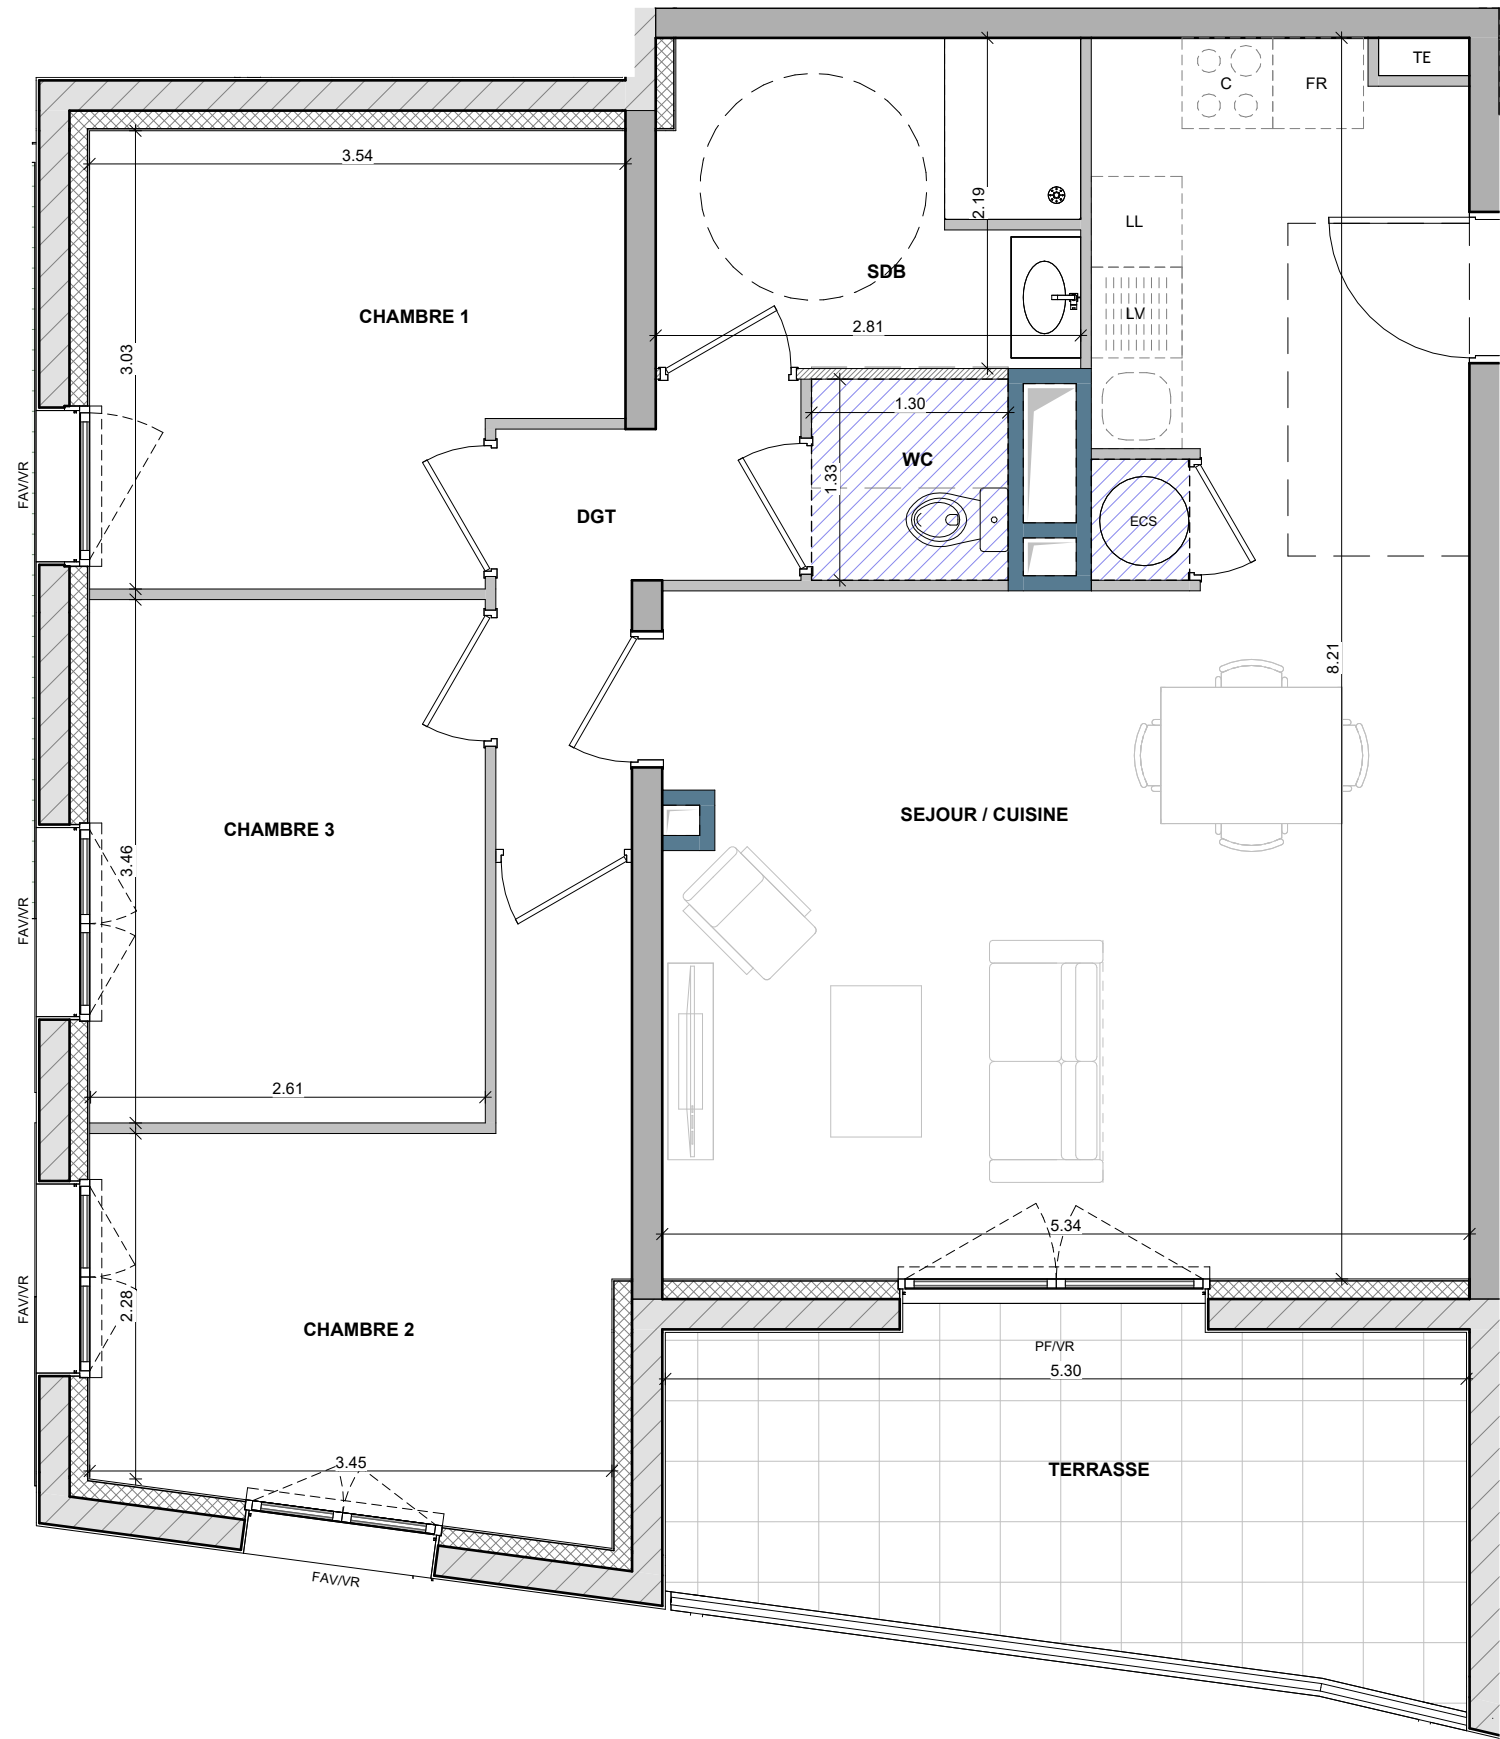 TE
C
FR
3.54
2.19
LL
SDB
LV
CHAMBRE 1
2.81
3.03
1.30
WC
1.33
FAV/VR
DGT
ECS
8.21
SEJOUR / CUISINE
CHAMBRE 3
3.46
FAV/VR
2.61
5.34
FAV/VR
2.28
CHAMBRE 2
PF/VR
5.30
3.45
TERRASSE
FAV/VR